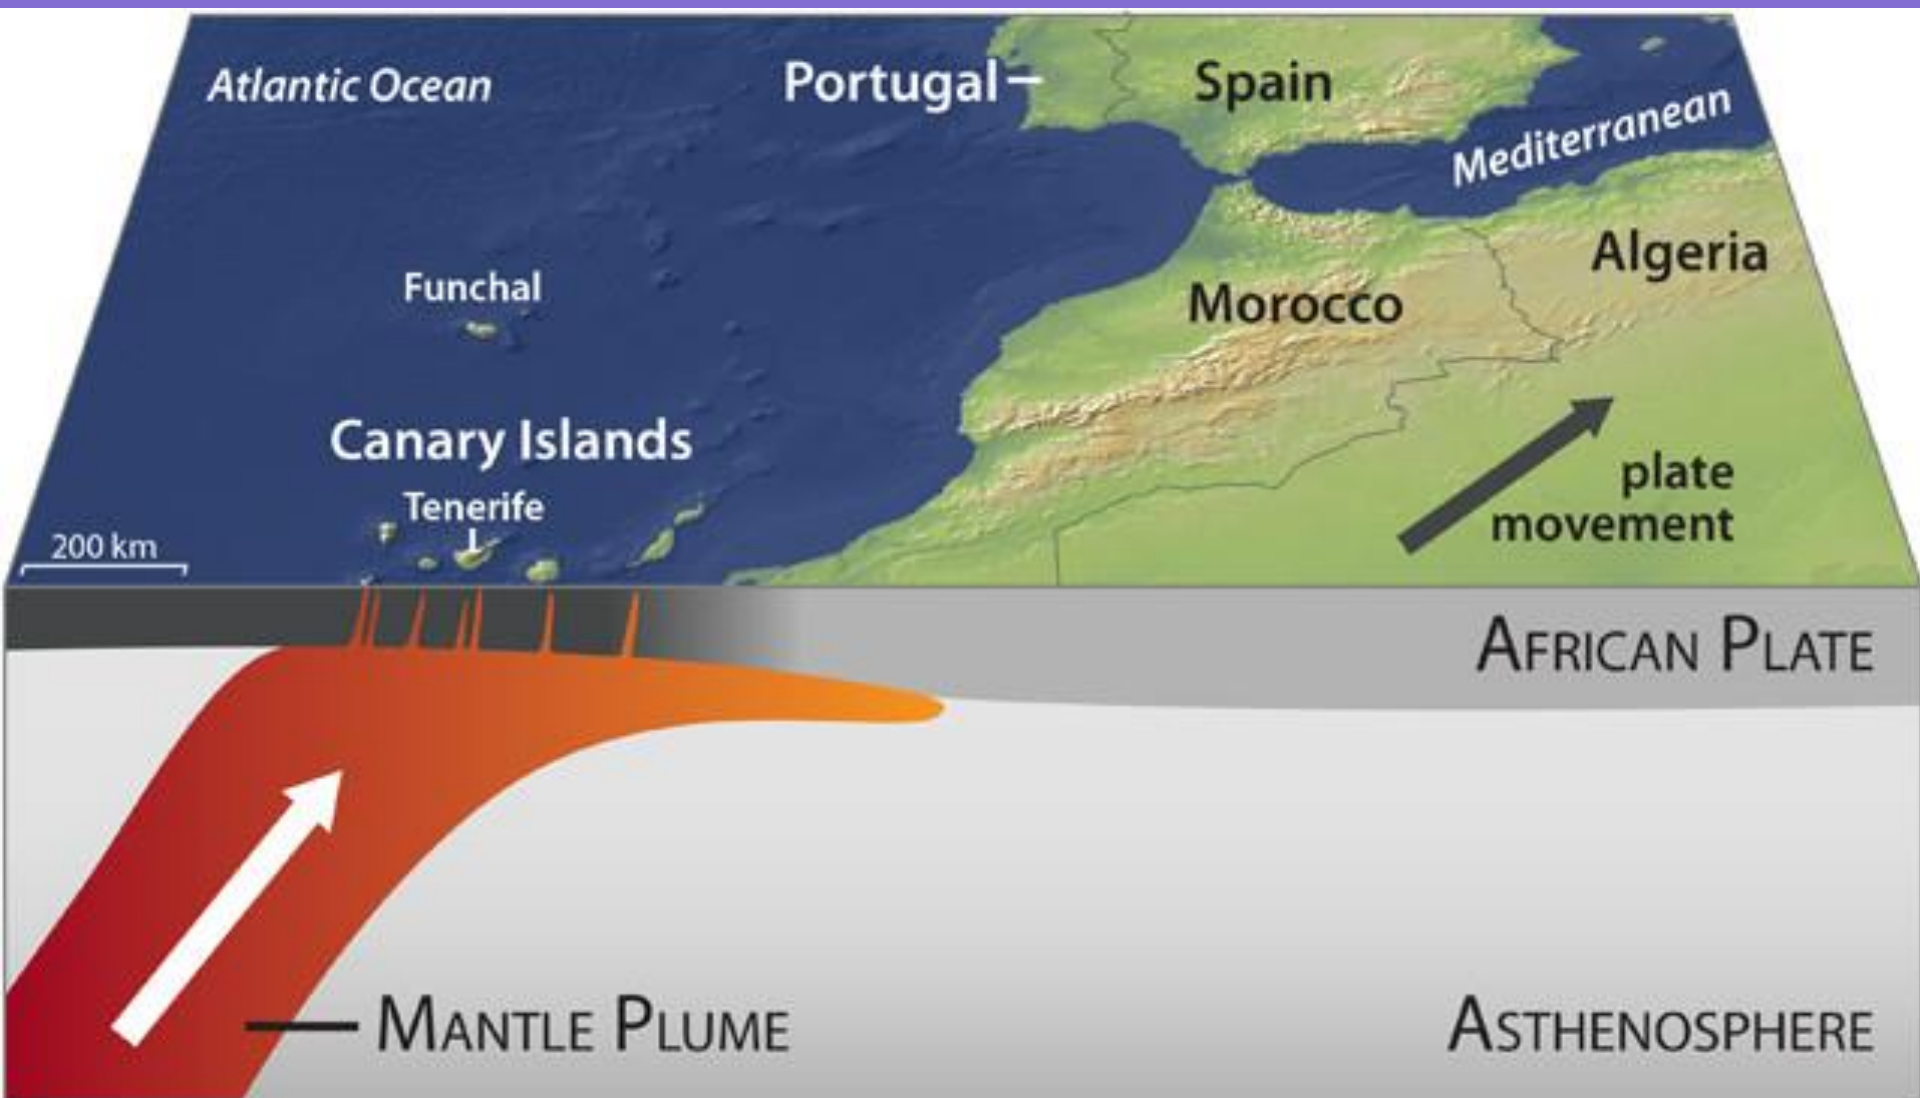 Atlantic Ocean
Portugal
Spain
Mediterranean
Algeria
Funchal
Morocco
Canary Islands
plate
movement
Tenerife
200 km
AFRICAN PLATE
MANTLE PLUME
ASTHENOSPHERE